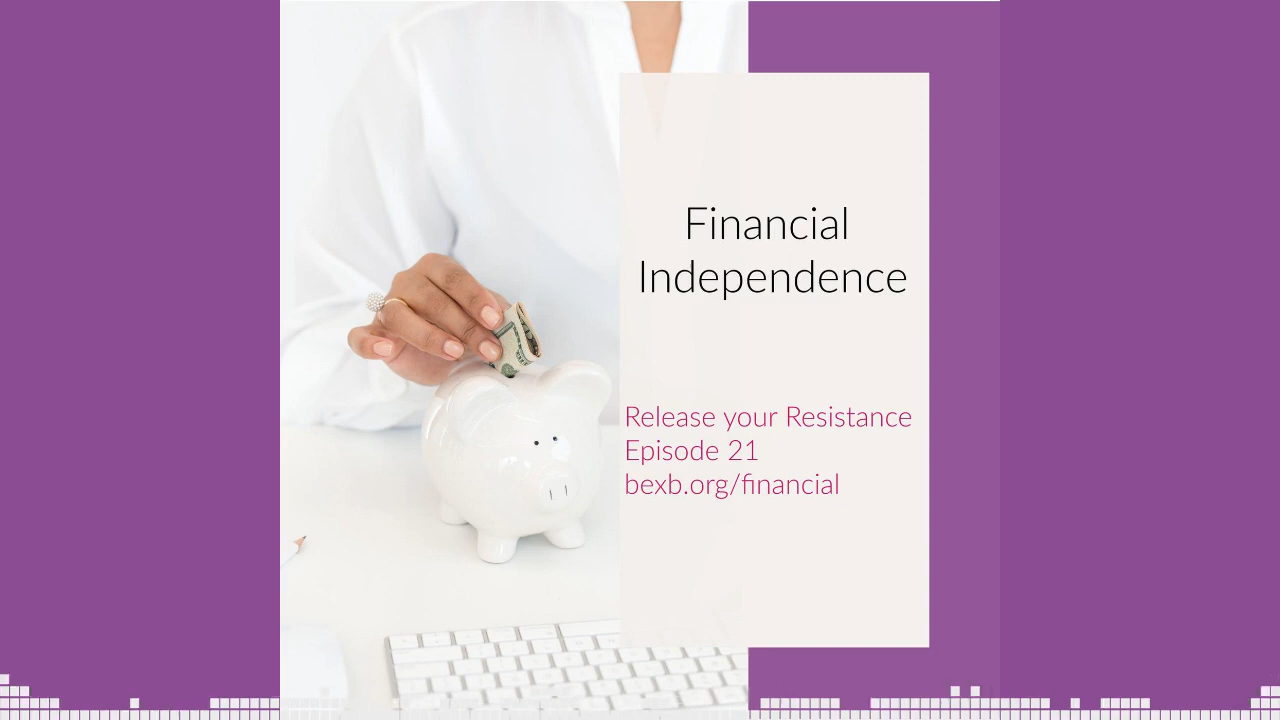 Financial
Independence
Release your Resistance
Episode 21
bexb.org/financial